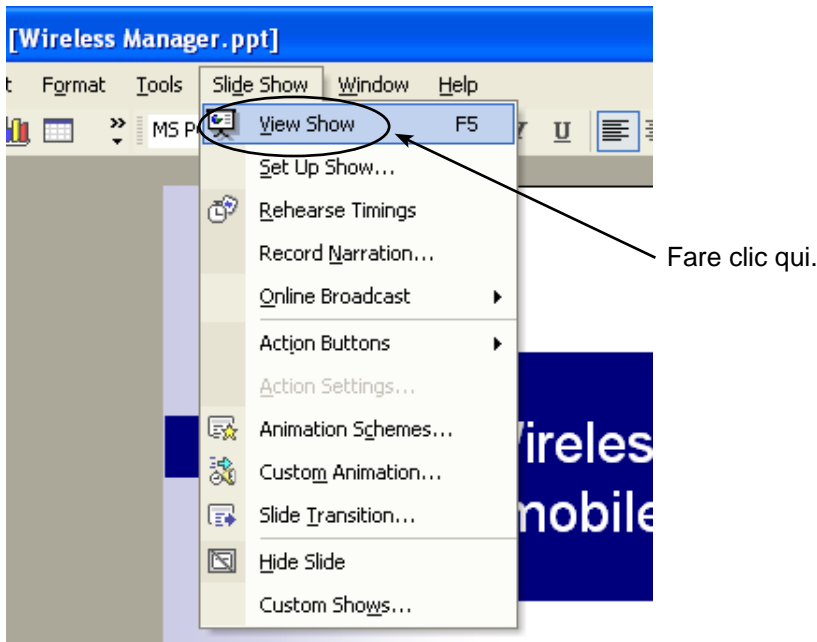 [Wireless Manager.ppt]
t Format Tools Slide Show Window Help
MS P
U
View Show F5
Set Up Show...
Rehearse Timings
Record Narration...
Fare clic qui.
Online Broadcast
Action Buttons
Action Settings...
Animation Schemes...
Custom Animation...
Slide Transition...
Hide Slide
Custom Shows...
ireles
mobile